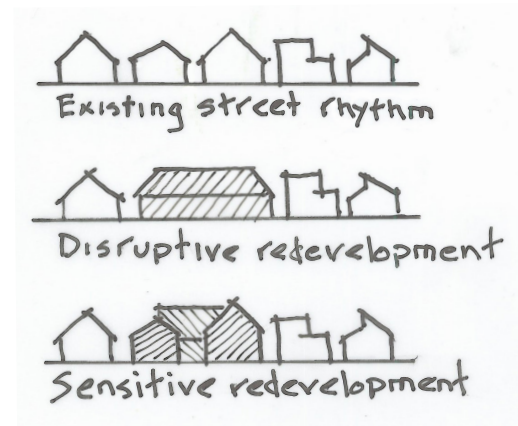 Existing street rhythm
Disruptive redevelopment
Sensitive redevelopment